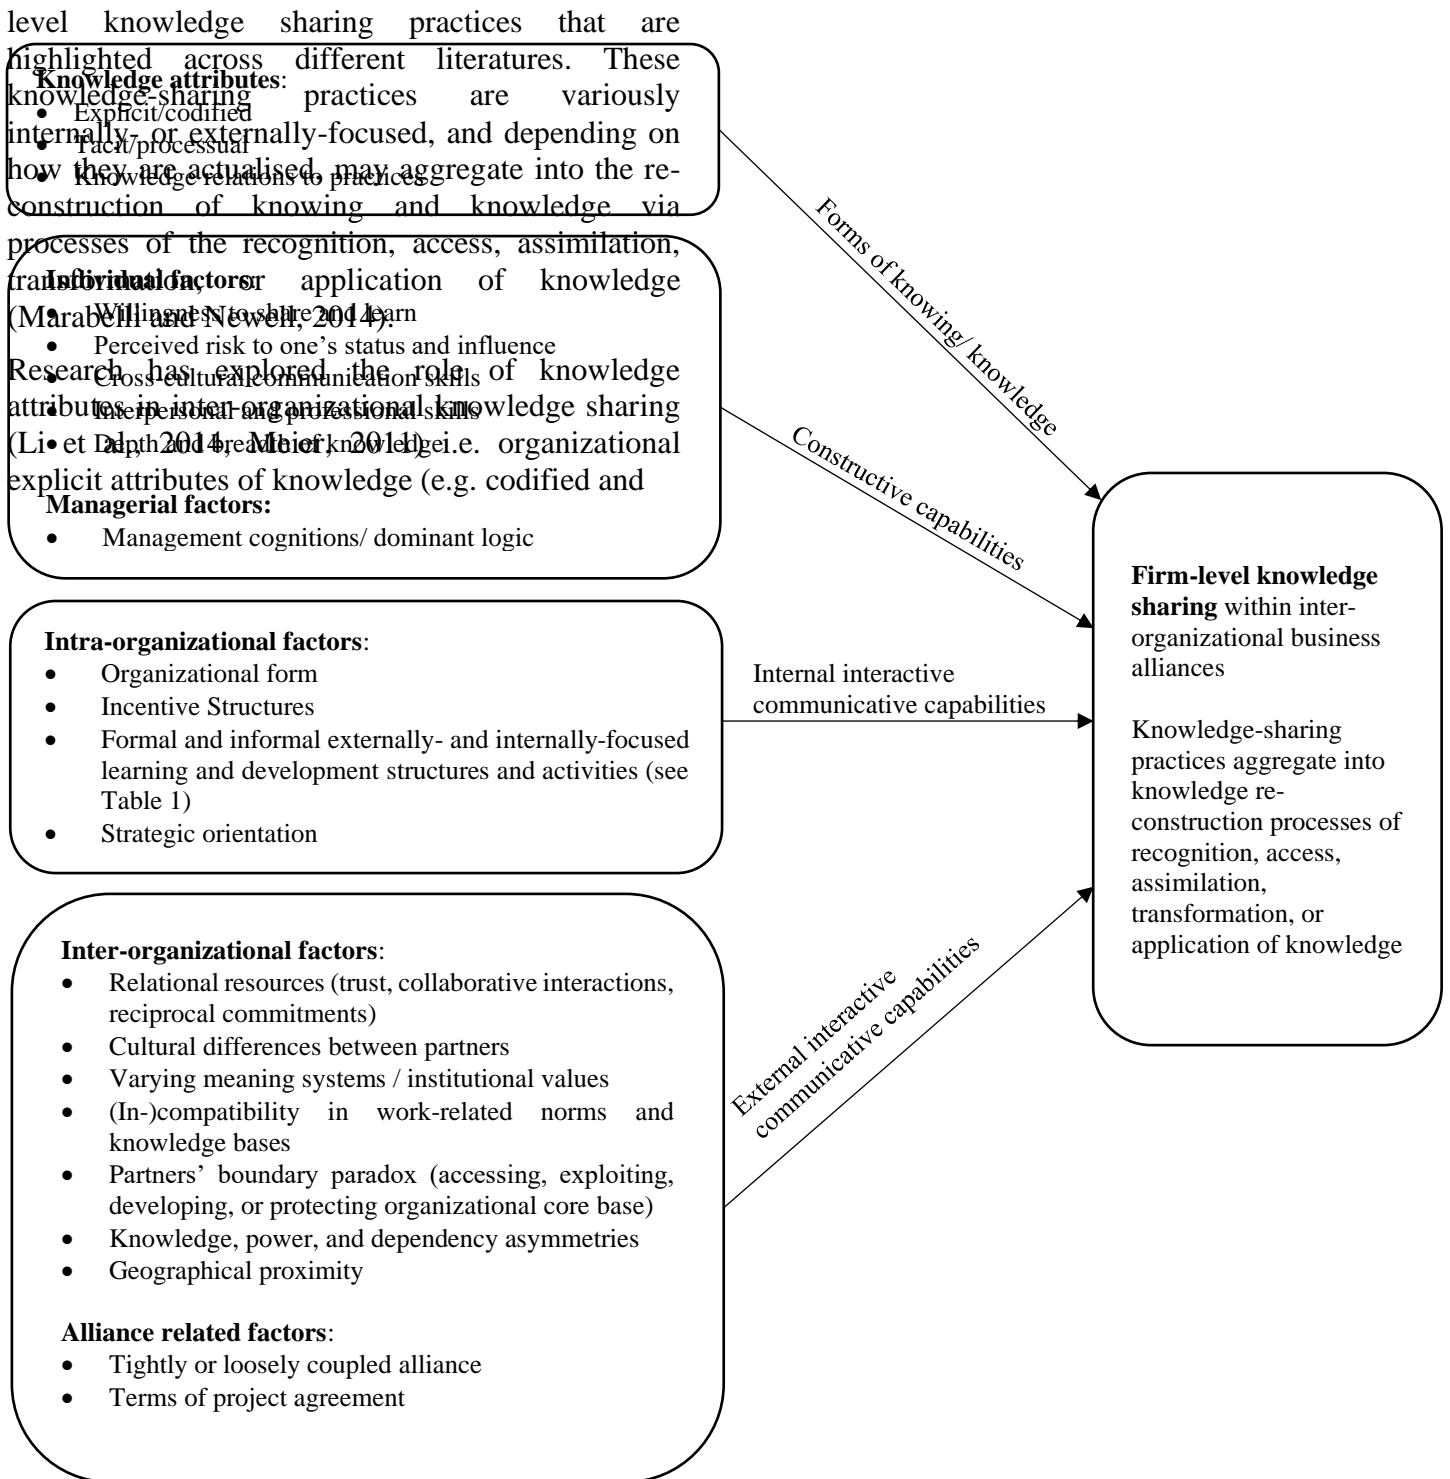 level knowledge sharing practices that are
highlighted across different literatures. These
knowledge-sharing practices are variously
internally- or externally-focused, and depending on
how they are actualised, may aggregate into the re-
construction of knowing and knowledge via
processes of the recognition, access, assimilation,
transformation, or application of knowledge
(Marabelli and Newell, 2014).
Research has explored the role of knowledge
attributes in inter-organizational knowledge sharing
(Li et al., 2014, Meier, 2011) i.e. organizational
explicit attributes of knowledge (e.g. codified and
Knowledge attributes:
• Explicit/codified
• Tacit/processual
• Knowledge relations to practices
Individual factors:
• Willingness to share and learn
• Perceived risk to one’s status and influence
• Cross-cultural communication skills
• Interpersonal and professional skills
• Depth and breadth of knowledge
Managerial factors:
• Management cognitions/ dominant logic
Intra-organizational factors:
• Organizational form
• Incentive Structures
• Formal and informal externally- and internally-focused
learning and development structures and activities (see
Table 1)
• Strategic orientation
Inter-organizational factors:
• Relational resources (trust, collaborative interactions,
reciprocal commitments)
• Cultural differences between partners
• Varying meaning systems / institutional values
• (In-)compatibility in work-related norms and
knowledge bases
• Partners’ boundary paradox (accessing, exploiting,
developing, or protecting organizational core base)
• Knowledge, power, and dependency asymmetries
• Geographical proximity
Alliance related factors:
• Tightly or loosely coupled alliance
• Terms of project agreement
Forms of knowing/ knowledge
Constructive capabilities
Internal interactive
communicative capabilities
External interactive
communicative capabilities
Firm-level knowledge
sharing within inter-
organizational business
alliances
Knowledge-sharing
practices aggregate into
knowledge re-
construction processes of
recognition, access,
assimilation,
transformation, or
application of knowledge